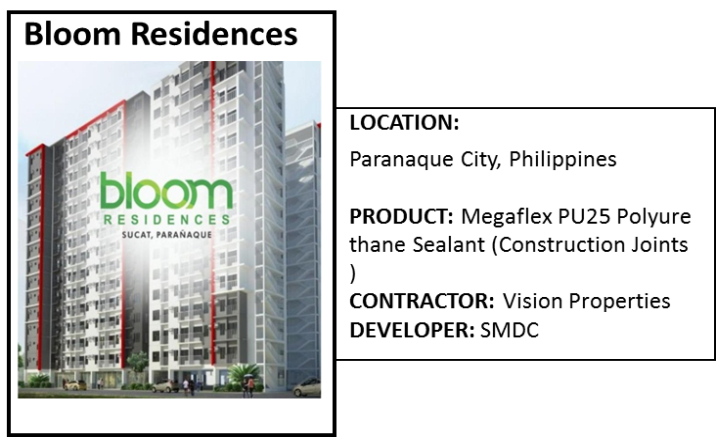 Bloom Residences
bloom
RESIDENCES
SUCAT, PARAÑAQUE
LOCATION:
Paranaque City, Philippines
PRODUCT: Megaflex PU25 Polyure
thane Sealant (Construction Joints
)
CONTRACTOR: Vision Properties
DEVELOPER: SMDC